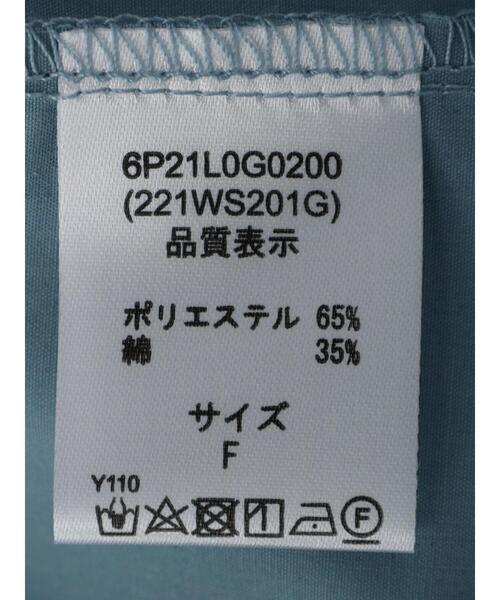 6P21L0G0200
(221WS201G)
品質表示
ポリエステル 65%
綿 35%
サイズ
F
Y110
F